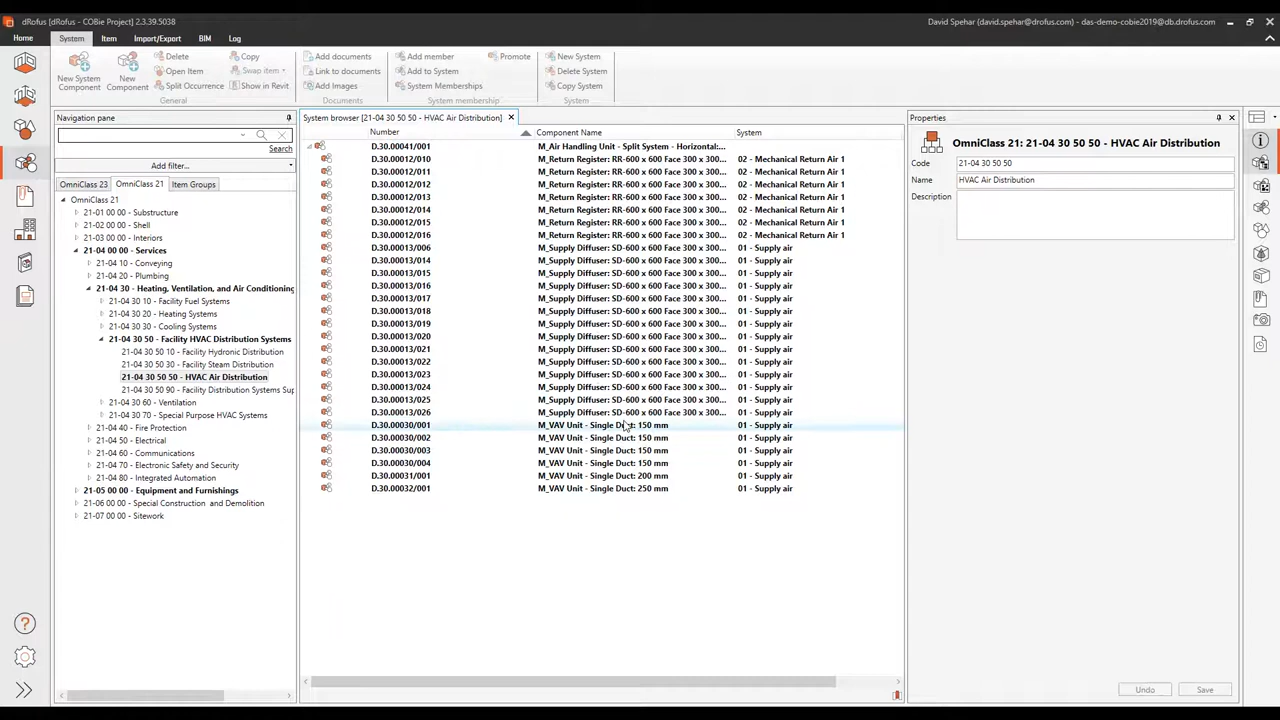 dRofus [dRofus - COBie Project] 2.3.39.5038
David Spehar (david.spehar@drofus.com) - das-demo-cobie2019@db.drofus.com
Home
System
Item
Import/Export
BIM
Log
New System Component
New Component
Delete
Open Item
Split Occurrence
Copy
Swap item
Show in Revit
General
Add documents
Link to documents
Add Images
Documents
Add member
Add to System
System Memberships
Promote
System membership
New System
Delete System
Copy System
System
Navigation pane
Search
Add filter...
OmniClass 23
OmniClass 21
Item Groups
OmniClass 21
21-01 00 00 - Substructure
21-02 00 00 - Shell
21-03 00 00 - Interiors
21-04 00 00 - Services
21-04 10 - Conveying
21-04 20 - Plumbing
21-04 30 - Heating, Ventilation, and Air Conditioning
21-04 30 10 - Facility Fuel Systems
21-04 30 20 - Heating Systems
21-04 30 30 - Cooling Systems
21-04 30 50 - Facility HVAC Distribution Systems
21-04 30 50 10 - Facility Hydronic Distribution
21-04 30 50 30 - Facility Steam Distribution
21-04 30 50 50 - HVAC Air Distribution
21-04 30 50 90 - Facility Distribution Systems Sup
21-04 30 60 - Ventilation
21-04 30 70 - Special Purpose HVAC Systems
21-04 40 - Fire Protection
21-04 50 - Electrical
21-04 60 - Communications
21-04 70 - Electronic Safety and Security
21-04 80 - Integrated Automation
21-05 00 00 - Equipment and Furnishings
21-06 00 00 - Special Construction and Demolition
21-07 00 00 - Sitework
System browser [21-04 30 50 50 - HVAC Air Distribution]
Number Component Name System
D.30.00041/001 M_Air Handling Unit - Split System - Horizontal:...
D.30.00012/010 M_Return Register: RR-600 x 600 Face 300 x 300... 02 - Mechanical Return Air 1
D.30.00012/011 M_Return Register: RR-600 x 600 Face 300 x 300... 02 - Mechanical Return Air 1
D.30.00012/012 M_Return Register: RR-600 x 600 Face 300 x 300... 02 - Mechanical Return Air 1
D.30.00012/013 M_Return Register: RR-600 x 600 Face 300 x 300... 02 - Mechanical Return Air 1
D.30.00012/014 M_Return Register: RR-600 x 600 Face 300 x 300... 02 - Mechanical Return Air 1
D.30.00012/015 M_Return Register: RR-600 x 600 Face 300 x 300... 02 - Mechanical Return Air 1
D.30.00012/016 M_Return Register: RR-600 x 600 Face 300 x 300... 02 - Mechanical Return Air 1
D.30.00013/006 M_Supply Diffuser: SD-600 x 600 Face 300 x 300... 01 - Supply air
D.30.00013/014 M_Supply Diffuser: SD-600 x 600 Face 300 x 300... 01 - Supply air
D.30.00013/015 M_Supply Diffuser: SD-600 x 600 Face 300 x 300... 01 - Supply air
D.30.00013/016 M_Supply Diffuser: SD-600 x 600 Face 300 x 300... 01 - Supply air
D.30.00013/017 M_Supply Diffuser: SD-600 x 600 Face 300 x 300... 01 - Supply air
D.30.00013/018 M_Supply Diffuser: SD-600 x 600 Face 300 x 300... 01 - Supply air
D.30.00013/019 M_Supply Diffuser: SD-600 x 600 Face 300 x 300... 01 - Supply air
D.30.00013/020 M_Supply Diffuser: SD-600 x 600 Face 300 x 300... 01 - Supply air
D.30.00013/021 M_Supply Diffuser: SD-600 x 600 Face 300 x 300... 01 - Supply air
D.30.00013/022 M_Supply Diffuser: SD-600 x 600 Face 300 x 300... 01 - Supply air
D.30.00013/023 M_Supply Diffuser: SD-600 x 600 Face 300 x 300... 01 - Supply air
D.30.00013/024 M_Supply Diffuser: SD-600 x 600 Face 300 x 300... 01 - Supply air
D.30.00013/025 M_Supply Diffuser: SD-600 x 600 Face 300 x 300... 01 - Supply air
D.30.00013/026 M_Supply Diffuser: SD-600 x 600 Face 300 x 300... 01 - Supply air
D.30.00030/001 M_VAV Unit - Single Duct: 150 mm 01 - Supply air
D.30.00030/002 M_VAV Unit - Single Duct: 150 mm 01 - Supply air
D.30.00030/003 M_VAV Unit - Single Duct: 150 mm 01 - Supply air
D.30.00030/004 M_VAV Unit - Single Duct: 150 mm 01 - Supply air
D.30.00031/001 M_VAV Unit - Single Duct: 200 mm 01 - Supply air
D.30.00032/001 M_VAV Unit - Single Duct: 250 mm 01 - Supply air
Properties
OmniClass 21: 21-04 30 50 50 - HVAC Air Distribution
Code 21-04 30 50 50
Name HVAC Air Distribution
Description
Undo
Save